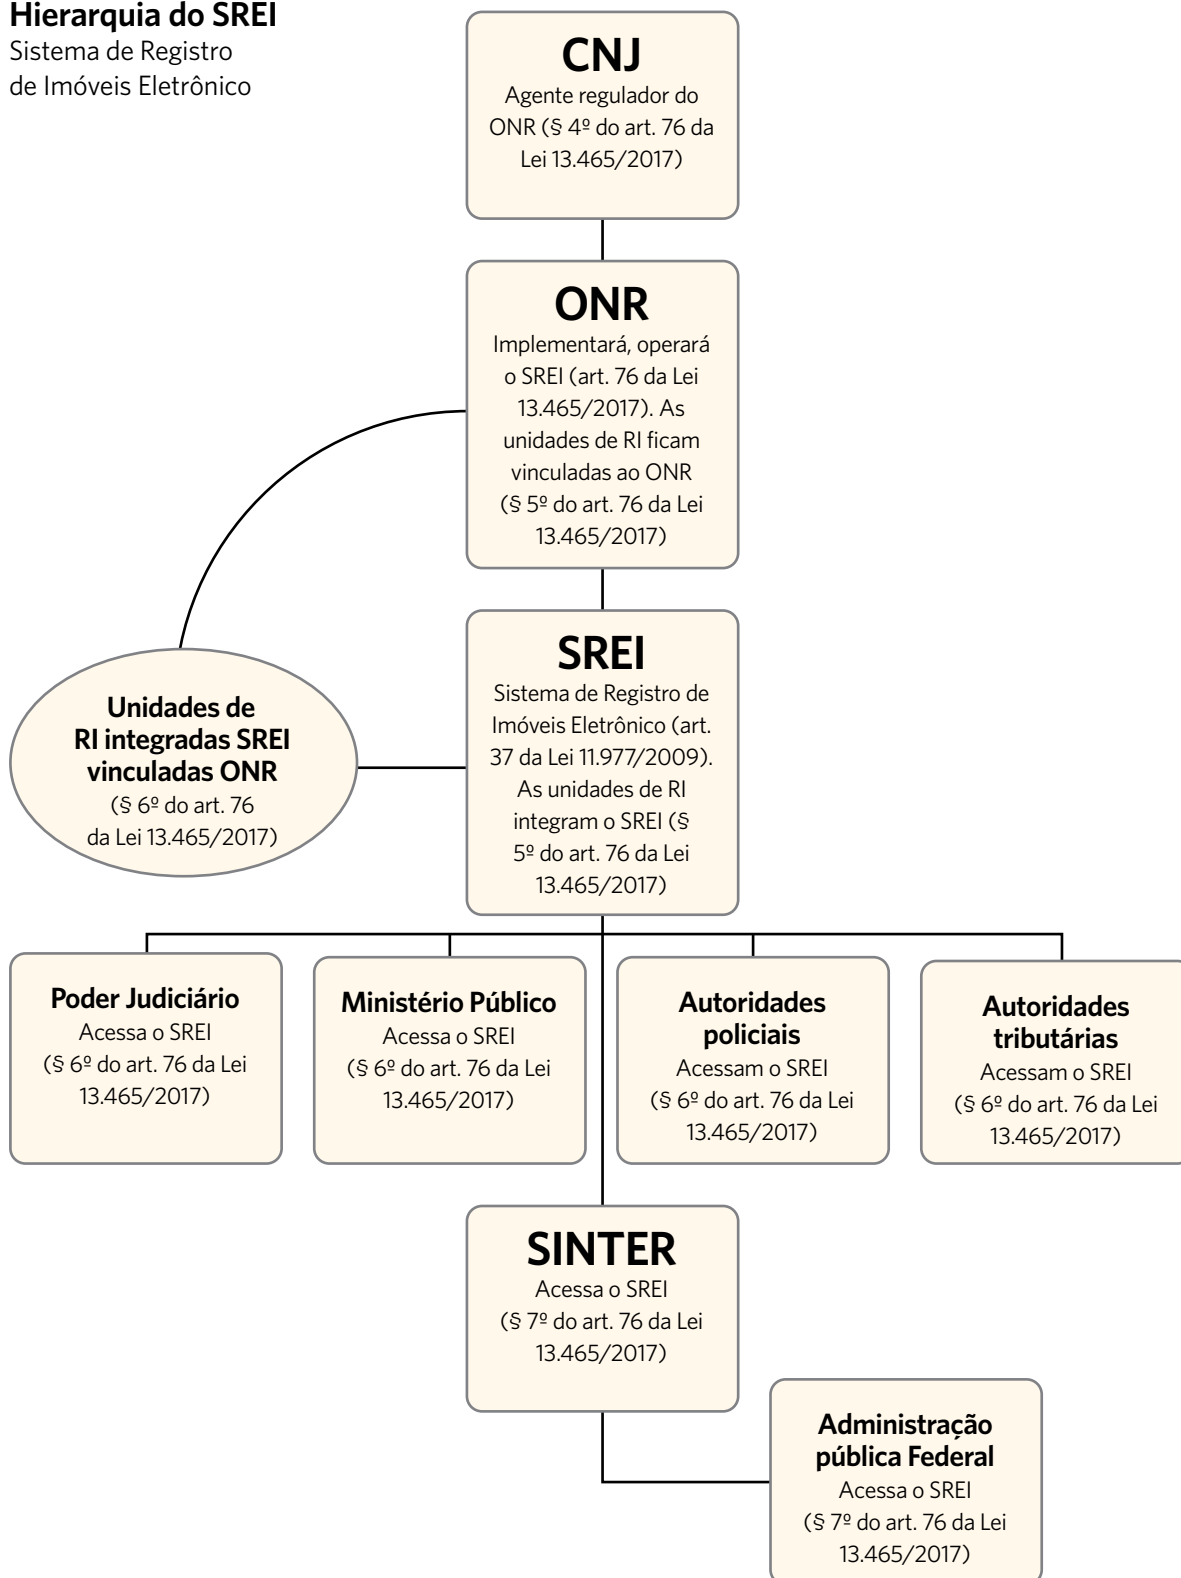 Hierarquia do SREI
Sistema de Registro
de Imóveis Eletrônico
CNJ
Agente regulador do
ONR (§ 4º do art. 76 da
Lei 13.465/2017)
ONR
Implementará, operará
o SREI (art. 76 da Lei
13.465/2017). As
unidades de RI ficam
vinculadas ao ONR
(§ 5º do art. 76 da Lei
13.465/2017)
SREI
Sistema de Registro de
Imóveis Eletrônico (art.
37 da Lei 11.977/2009).
As unidades de RI
integram o SREI (§
5º do art. 76 da Lei
13.465/2017)
Unidades de
RI integradas SREI
vinculadas ONR
(§ 6º do art. 76
da Lei 13.465/2017)
Poder Judiciário
Acessa o SREI
(§ 6º do art. 76 da Lei
13.465/2017)
Ministério Público
Acessa o SREI
(§ 6º do art. 76 da Lei
13.465/2017)
Autoridades
policiais
Acessam o SREI
(§ 6º do art. 76 da Lei
13.465/2017)
Autoridades
tributárias
Acessam o SREI
(§ 6º do art. 76 da Lei
13.465/2017)
SINTER
Acessa o SREI
(§ 7º do art. 76 da Lei
13.465/2017)
Administração
pública Federal
Acessa o SREI
(§ 7º do art. 76 da Lei
13.465/2017)